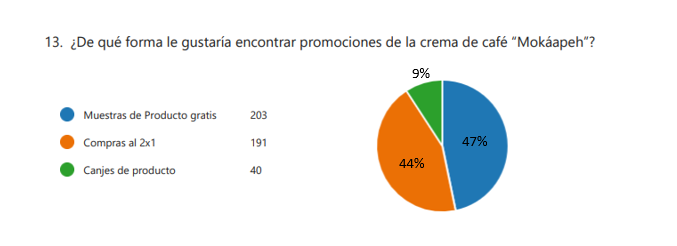 13. ¿De qué forma le gustaría encontrar promociones de la crema de café “Mokáapeh”?
9%
Muestras de Producto gratis 203
47%
Compras al 2x1 191
44%
Canjes de producto 40